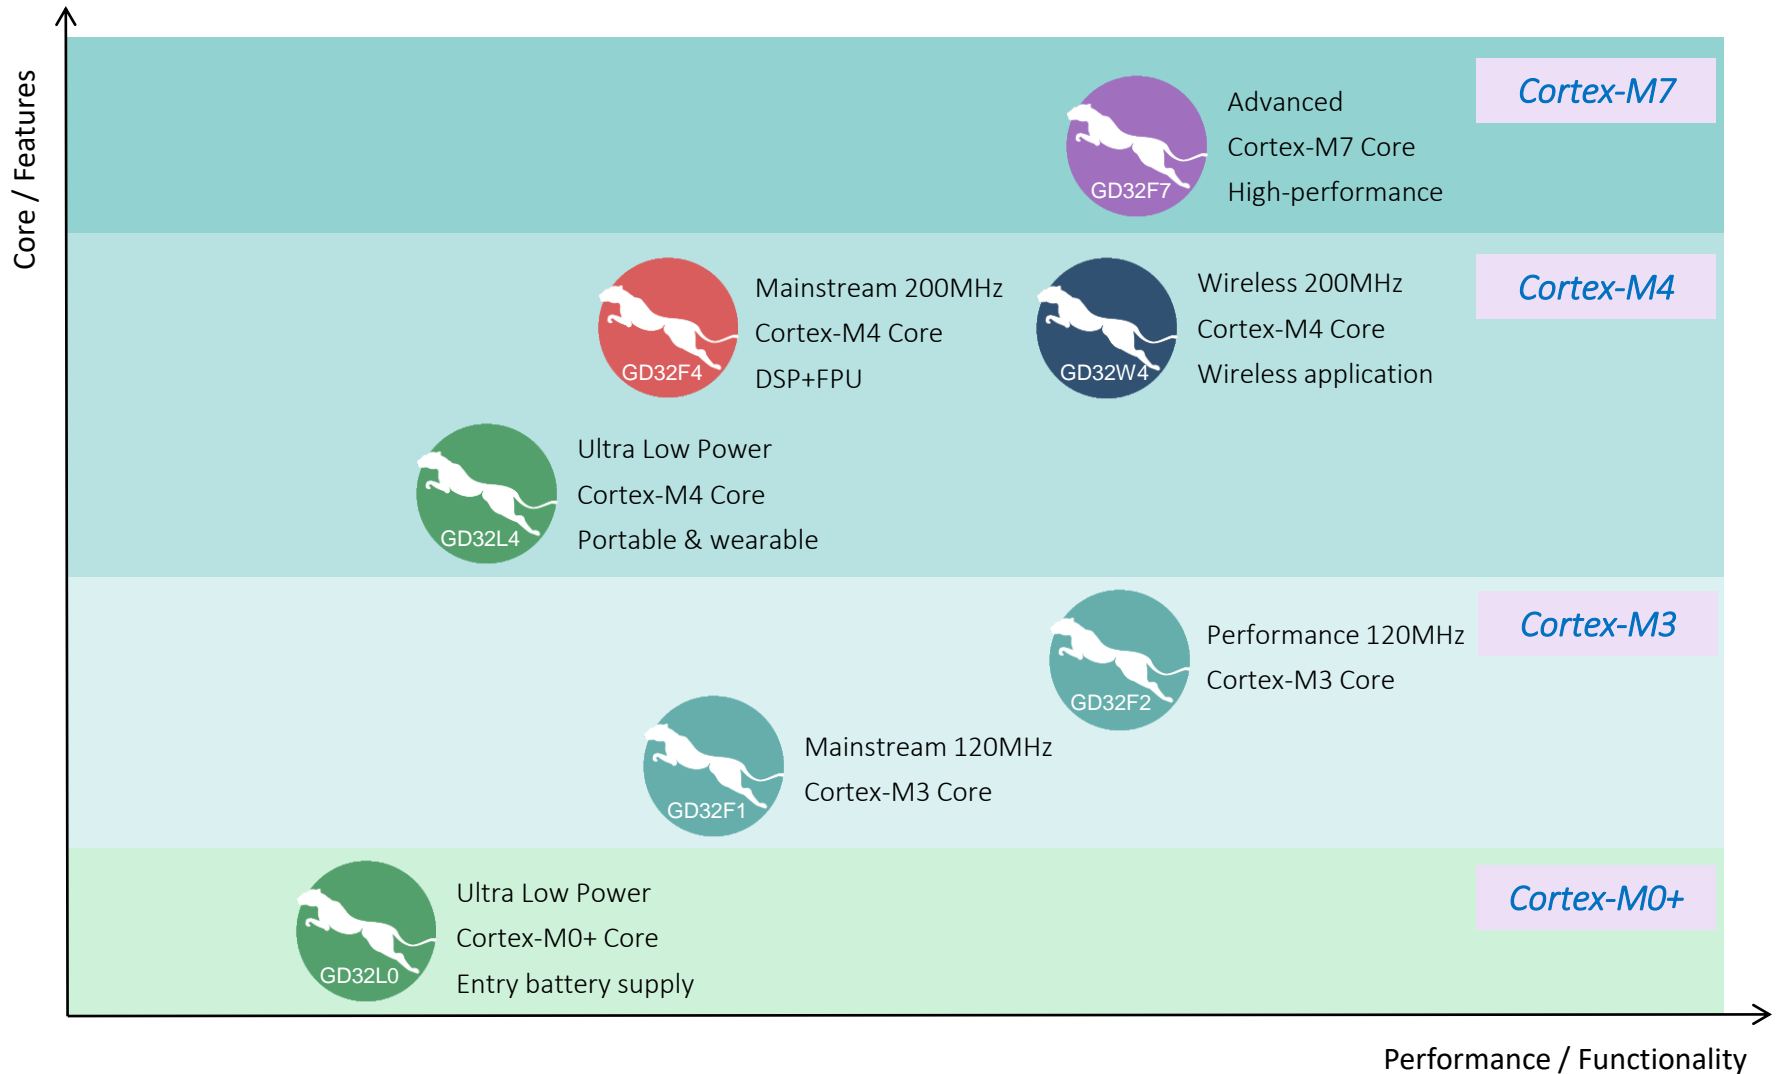 Core / Features
Cortex-M7
GD32F7
Advanced
Cortex-M7 Core
High-performance
Cortex-M4
GD32F4
Mainstream 200MHz
Cortex-M4 Core
DSP+FPU
GD32W4
Wireless 200MHz
Cortex-M4 Core
Wireless application
GD32L4
Ultra Low Power
Cortex-M4 Core
Portable & wearable
Cortex-M3
GD32F2
Performance 120MHz
Cortex-M3 Core
GD32F1
Mainstream 120MHz
Cortex-M3 Core
Cortex-M0+
GD32L0
Ultra Low Power
Cortex-M0+ Core
Entry battery supply
Performance / Functionality